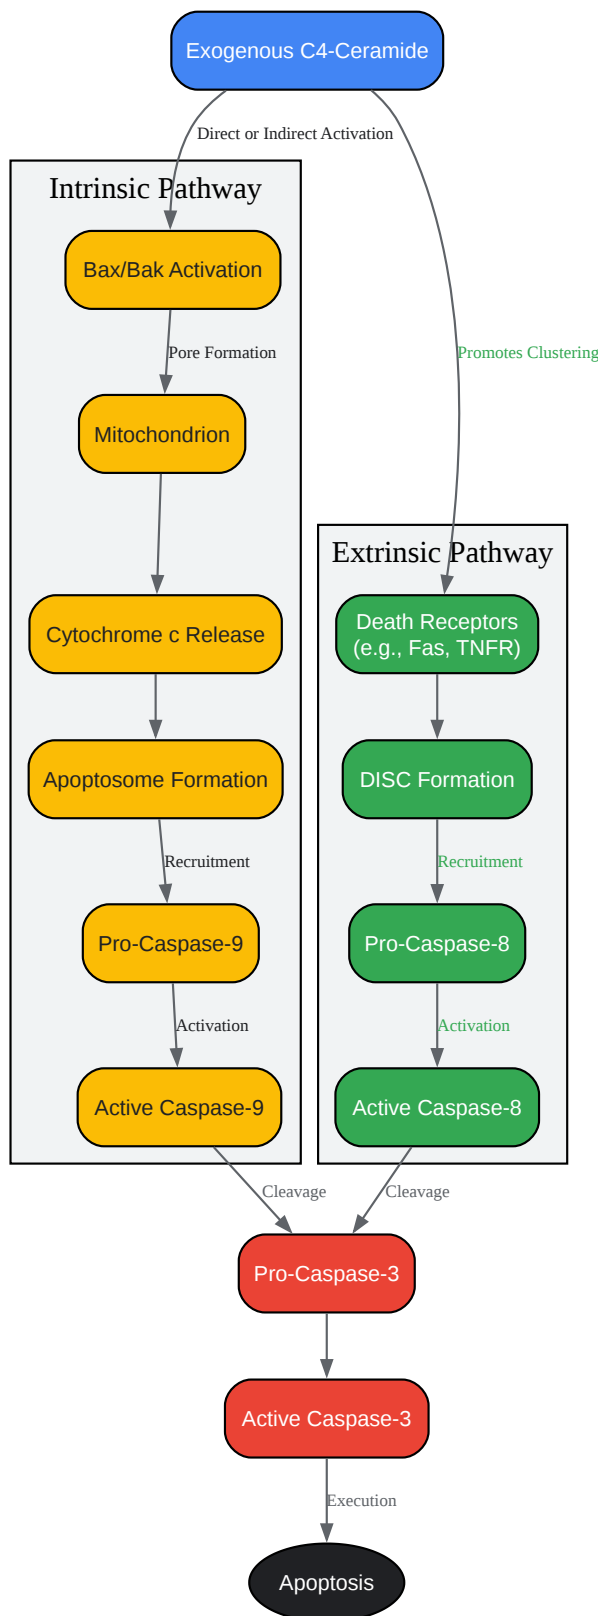 Exogenous C4-Ceramide
Direct or Indirect Activation
Intrinsic Pathway
Bax/Bak Activation
Pore Formation
Promotes Clustering
Mitochondrion
Extrinsic Pathway
Cytochrome c Release
Death Receptors
(e.g., Fas, TNFR)
Apoptosome Formation
DISC Formation
Recruitment
Recruitment
Pro-Caspase-9
Pro-Caspase-8
Activation
Activation
Active Caspase-9
Active Caspase-8
Cleavage
Cleavage
Pro-Caspase-3
Active Caspase-3
Execution
Apoptosis